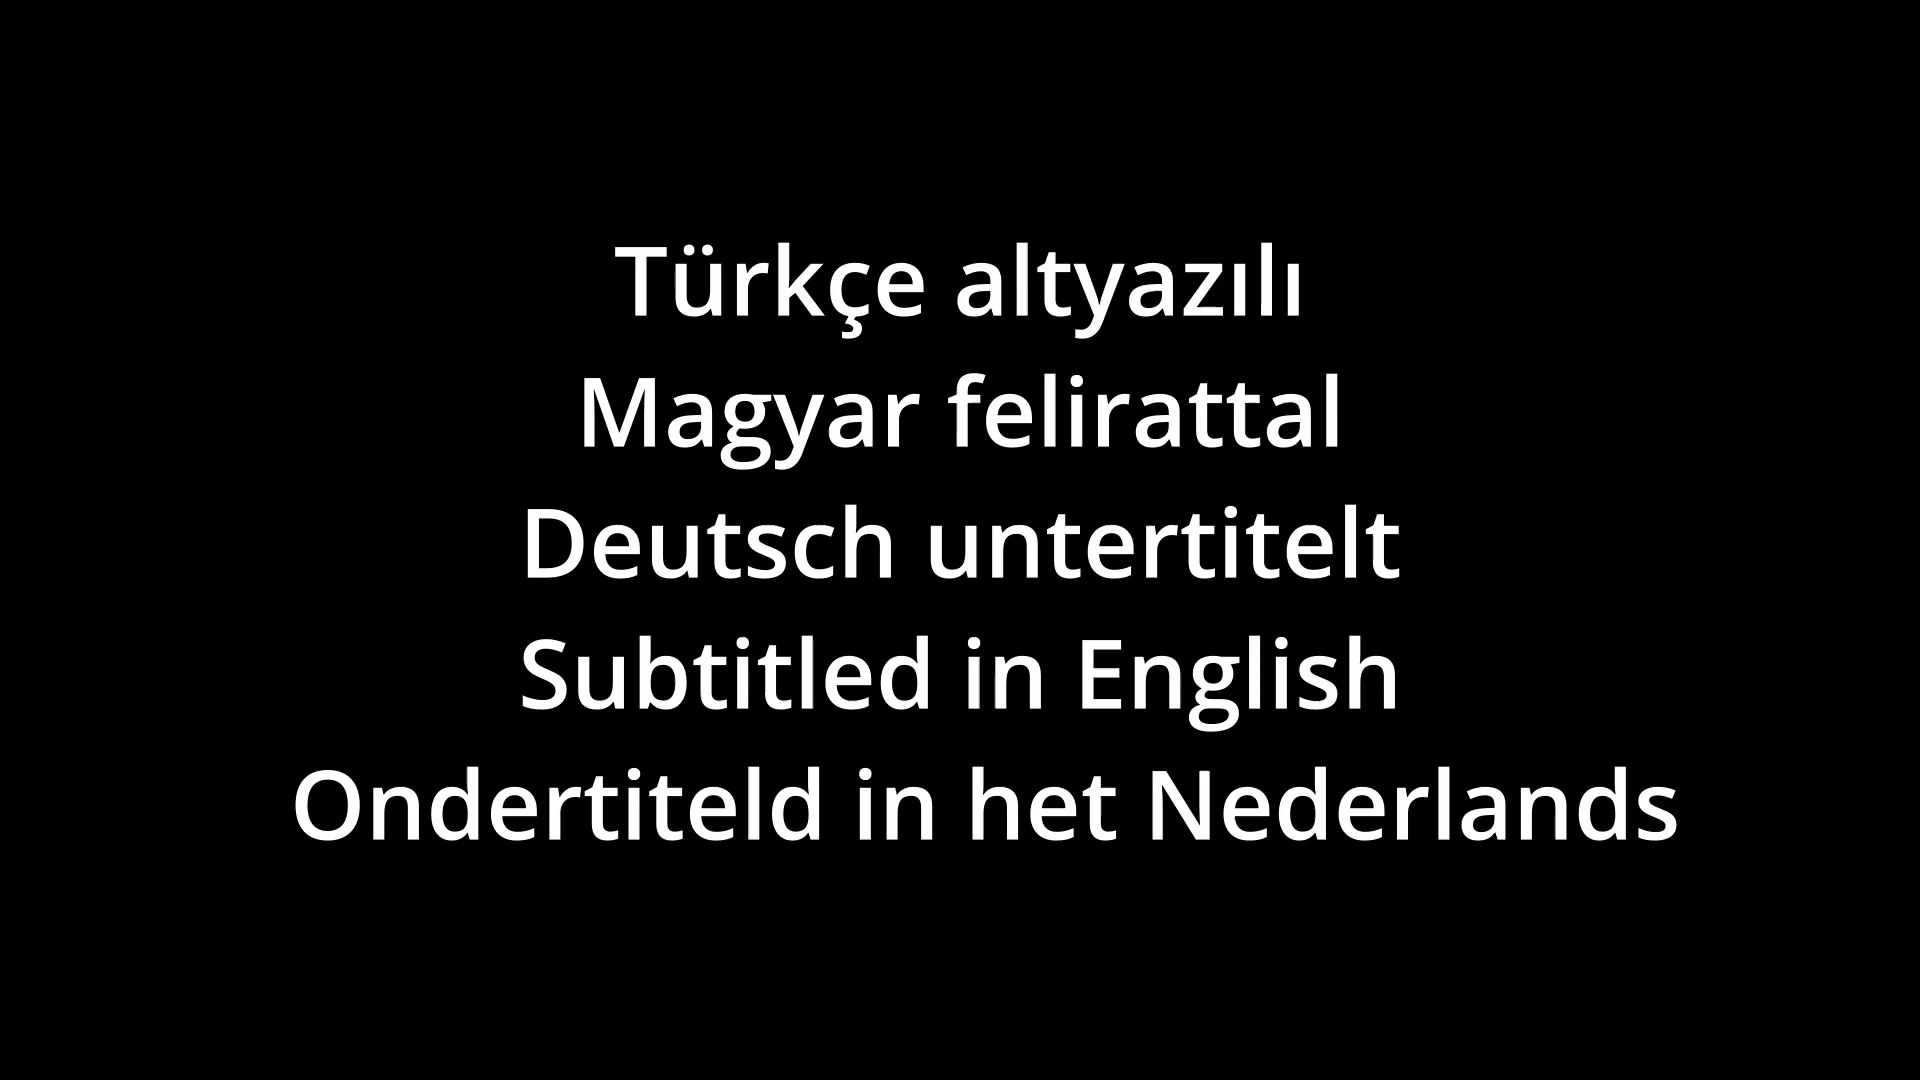 Türkçe altyazılı
Magyar felirattal
Deutsch untertitelt
Subtitled in English
Ondertiteld in het Nederlands